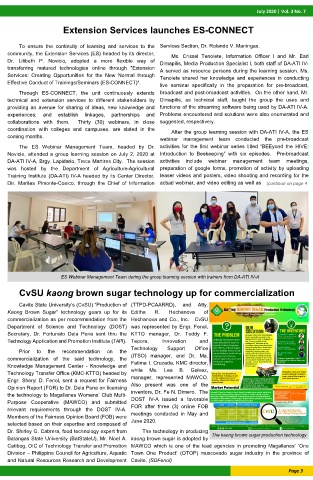 July 2020 | Vol. 3 No. 7
Extension Services launches ES-CONNECT
To ensure the continuity of learning and services to the
community, the Extension Services (ES) headed by its director,
Dr. Lilibeth P. Novicio, adopted a more flexible way of
transferring matured technologies online through "Extension
Services: Creating Opportunities for the New Normal through
Effective Conduct of Trainings/Seminars (ES-CONNECT)".
Through ES-CONNECT, the unit continuously extends
technical and extension services to different stakeholders by
providing an avenue for sharing of ideas, new knowledge and
experiences, and establish linkages, partnerships and
collaborations with them. Thirty (30) webinars, in close
coordination with colleges and campuses, are slated in the
coming months.
The ES Webinar Management Team, headed by Dr.
Novicio, attended a group learning session on July 2, 2020 at
DA-ATI IV-A, Brgy. Lapidario, Trece Martires City. The session
was hosted by the Department of Agriculture-Agricultural
Training Institute (DA-ATI) IV-A headed by its Center Director,
Dr. Marites Pimonte-Cosico, through the Chief of Information
Services Section, Dr. Rolando V. Maningas.
Ms. Crissel Tenolete, Information Officer I and Mr. Earl
Dimapilis, Media Production Specialist I, both staff of DA-ATI IV-
A served as resource persons during the learning session. Ms.
Tenolete shared her knowledge and experiences in conducting
live seminar specifically in the preparation for pre-broadcast,
broadcast and post-broadcast activities. On the other hand, Mr.
Dimapilis, as technical staff, taught the group the uses and
functions of the streaming software being used by DA-ATI IV-A.
Problems encountered and solutions were also enumerated and
suggested, respectively.
After the group learning session with DA-ATI IV-A, the ES
webinar management team conducted the pre-broadcast
activities for the first webinar series titled "BEEyond the HIVE:
Introduction to Beekeeping" with six episodes. Pre-broadcast
activities include webinar management team meetings,
preparation of google forms, promotion of activity by uploading
teaser videos and posters, video shooting and recording for the
actual webinar, and video editing as well as (continue on page 4
ES Webinar Management Team during the group learning session with trainers from DA-ATI IV-A
CvSU kaong brown sugar technology up for commercialization
Cavite State University's (CvSU) "Production of
Kaong Brown Sugar" technology goes up for its
commercialization as per recommendation from the
Department of Science and Technology (DOST)
Secretary, Dr. Fortunato Dela Pena sent thru the
Technology Application and Promotion Institute (TAPI).
Prior to the recommendation on the
commercialization of the said technology, the
Knowledge Management Center - Knowledge and
Technology Transfer Office (KMC-KTTO) headed by
Engr. Sheryl D. Fenol, sent a request for Fairness
Opinion Report (FOR) to Dr. Dela Pena on licensing
the technology to Magallanes Womens' Club Multi-
Purpose Cooperative (MAWCO) and submitted
relevant requirements through the DOST IV-A.
Members of the Fairness Opinion Board (FOB) were
selected based on their expertise and composed of
Dr. Shirley G. Cabrera, food technology expert from
Batangas State University (BatStateU), Mr. Noel A.
Catibog, OIC of Technology Transfer and Promotion
Division – Philippine Council for Agriculture, Aquatic
and Natural Resources Research and Development
(TTPD-PCAARRD), and Atty.
Editha R. Hechanova of
Hechanova and Co., Inc. CvSU
was represented by Engr. Fenol,
KTTO manager, Dr. Teddy F.
Tepora, Innovation and
Technology Support Office
(ITSO) manager, and Dr. Ma.
Fatima I. Cruzada, KMC director,
while Ms. Lea B. Galvez,
manager, represented MAWCO.
Also present was one of the
inventors, Dr. Fe N. Dimero. The
DOST IV-A issued a favorable
FOR after three (3) online FOB
meetings conducted in May and
June 2020.
The technology in producing
kaong brown sugar is adopted by
MAWCO which is one of the lead agencies in promoting Magallanes' 'One
Town One Product' (OTOP) muscovado sugar industry in the province of
Cavite. (SDFenol)
THE PROBLEM
OUR SOLUTION
THE INVENTORS
Market Potential
CvSU
The kaong brown sugar production technology
Page 3